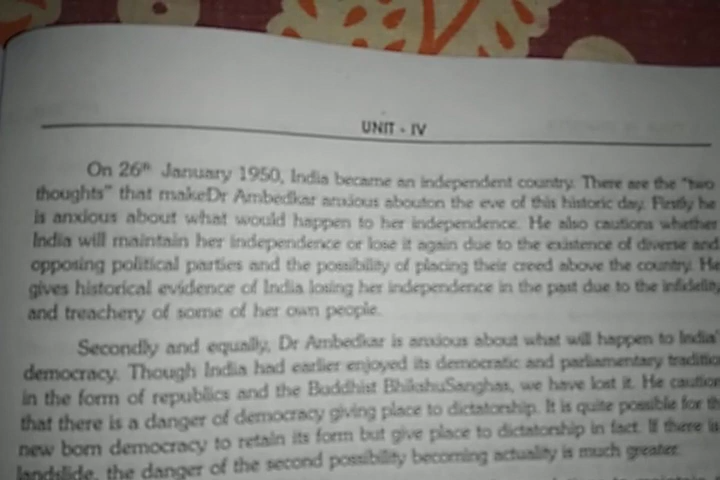 UNIT - IV
On 26th January 1950, India became an independent country. There are the "two
thoughts" that makeDr Ambedkar anxious abouton the eve of this historic day. Firstly he
is anxious about what would happen to her independence. He also cautions whether
India will maintain her independence or lose it again due to the existence of diverse and
opposing political parties and the possibility of placing their creed above the country. He
gives historical evidence of India losing her independence in the past due to the infidelity
and treachery of some of her own people.
Secondly and equally, Dr Ambedkar is anxious about what will happen to India'
democracy. Though India had earlier enjoyed its democratic and parliamentary traditio
in the form of republics and the Buddhist BhikshuSanghas, we have lost it. He caution
that there is a danger of democracy giving place to dictatorship. It is quite possible for th
new born democracy to retain its form but give place to dictatorship in fact. If there is
landslide, the danger of the second possibility becoming actuality is much greater.